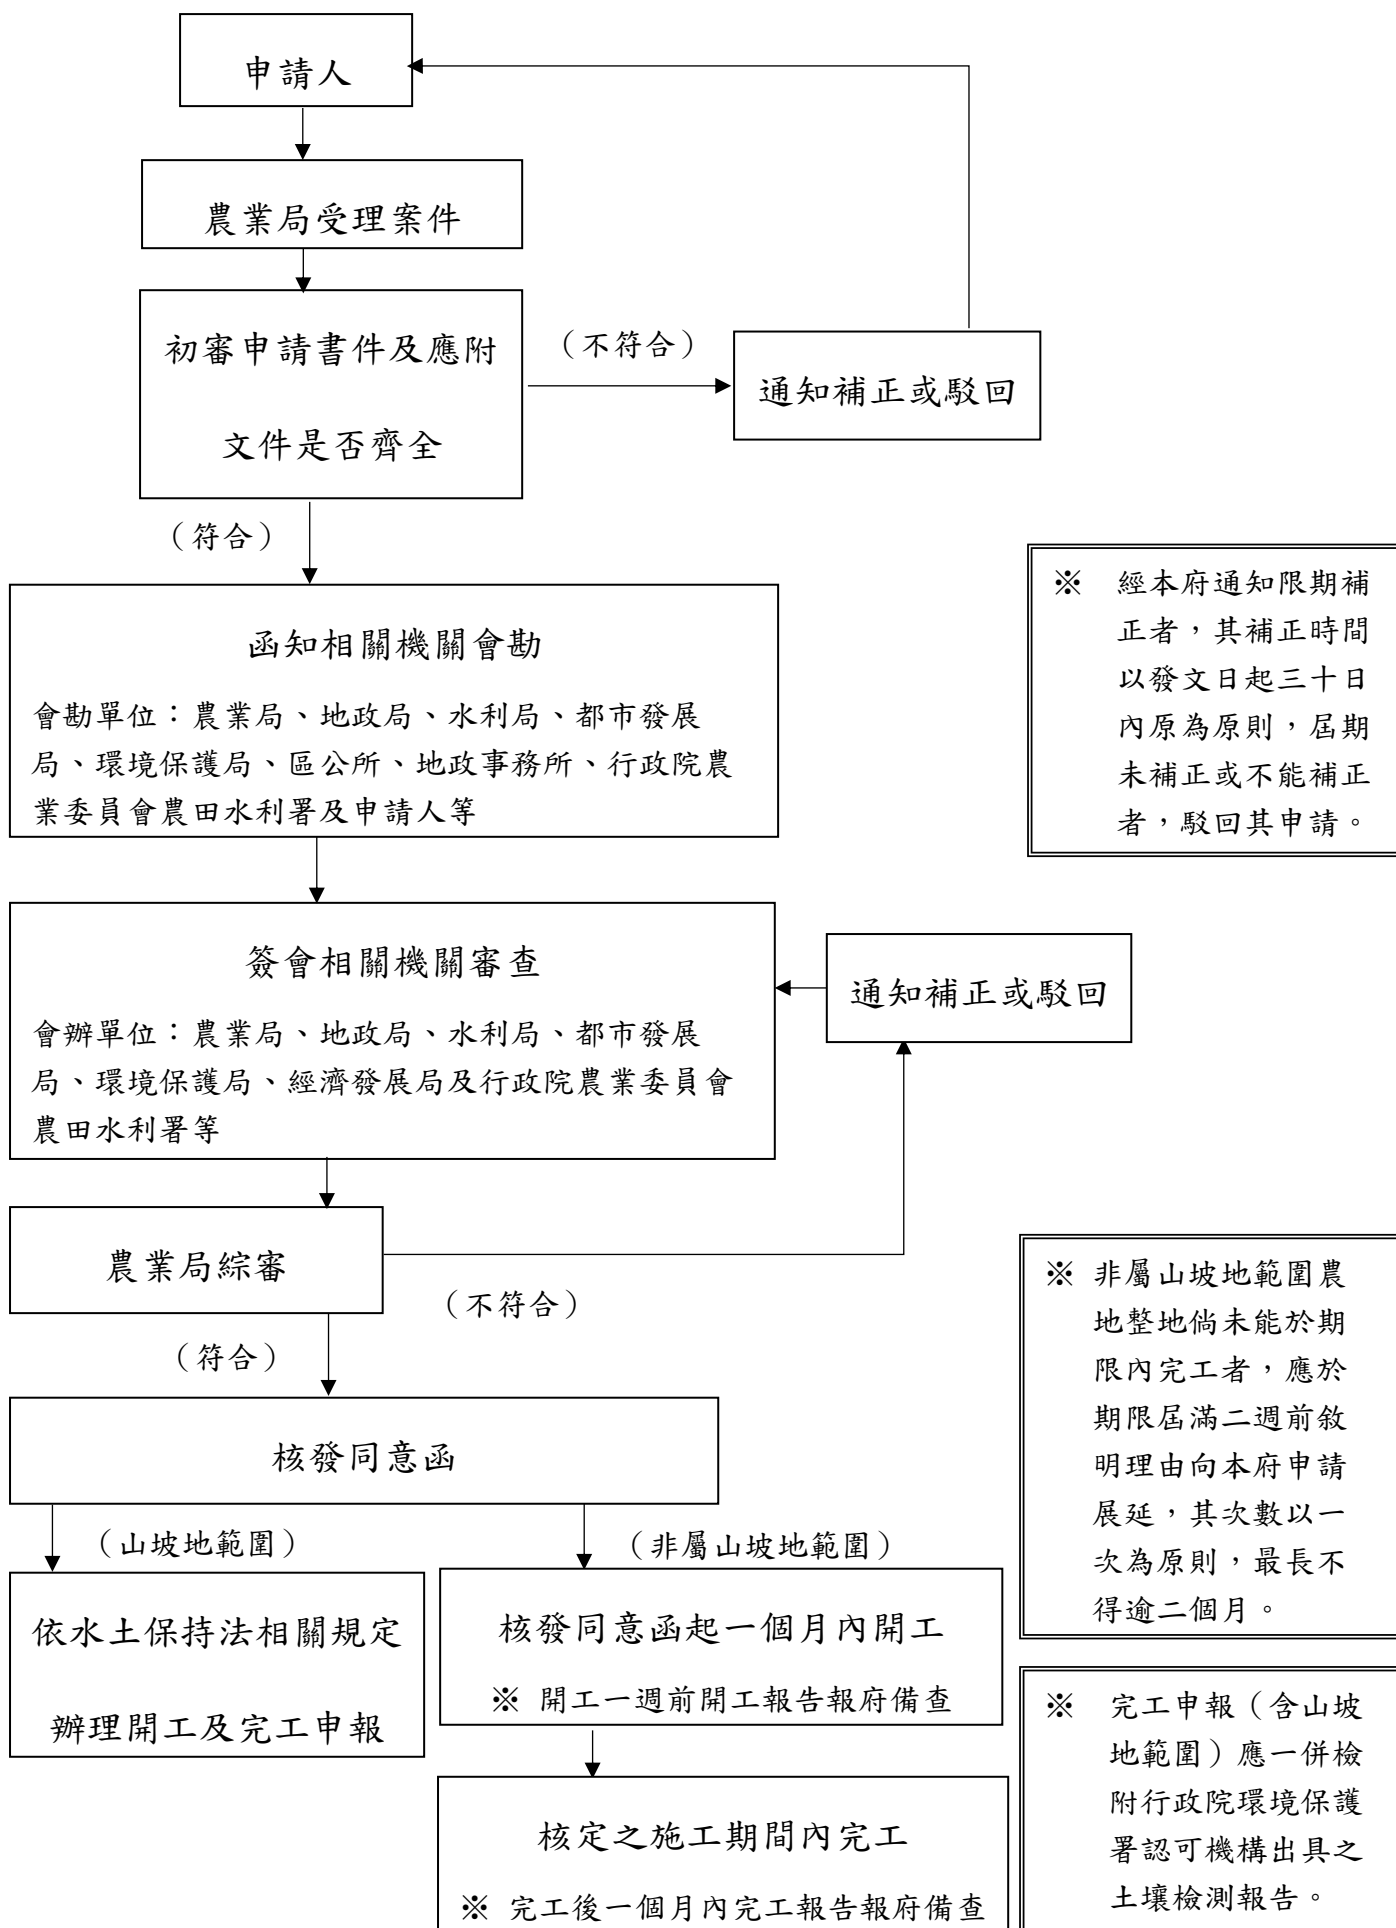 申請人
農業局受理案件
初審申請書件及應附
文件是否齊全
（不符合）
通知補正或駁回
（符合）
※ 經本府通知限期補
正者，其補正時間
以發文日起三十日
內原為原則，屆期
未補正或不能補正
者，駁回其申請。
函知相關機關會勘
會勘單位：農業局、地政局、水利局、都市發展
局、環境保護局、區公所、地政事務所、行政院農
業委員會農田水利署及申請人等
簽會相關機關審查
會辦單位：農業局、地政局、水利局、都市發展
局、環境保護局、經濟發展局及行政院農業委員會
農田水利署等
通知補正或駁回
農業局綜審
（不符合）
（符合）
※ 非屬山坡地範圍農
地整地倘未能於期
限內完工者，應於
期限屆滿二週前敘
明理由向本府申請
展延，其次數以一
次為原則，最長不
得逾二個月。
核發同意函
（山坡地範圍）
（非屬山坡地範圍）
依水土保持法相關規定
辦理開工及完工申報
核發同意函起一個月內開工
※ 開工一週前開工報告報府備查
核定之施工期間內完工
※ 完工後一個月內完工報告報府備查
※ 完工申報（含山坡
地範圍）應一併檢
附行政院環境保護
署認可機構出具之
土壤檢測報告。